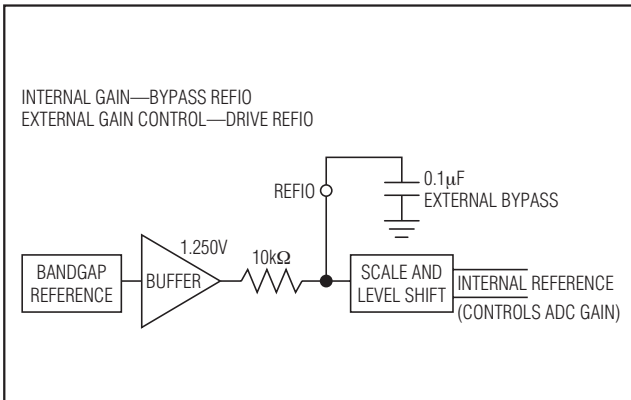 INTERNAL GAIN—BYPASS REFIO
EXTERNAL GAIN CONTROL—DRIVE REFIO
REFIO
0.1μF
EXTERNAL BYPASS
1.250V
10kΩ
BANDGAP
REFERENCE
BUFFER
SCALE AND
LEVEL SHIFT
INTERNAL REFERENCE
(CONTROLS ADC GAIN)